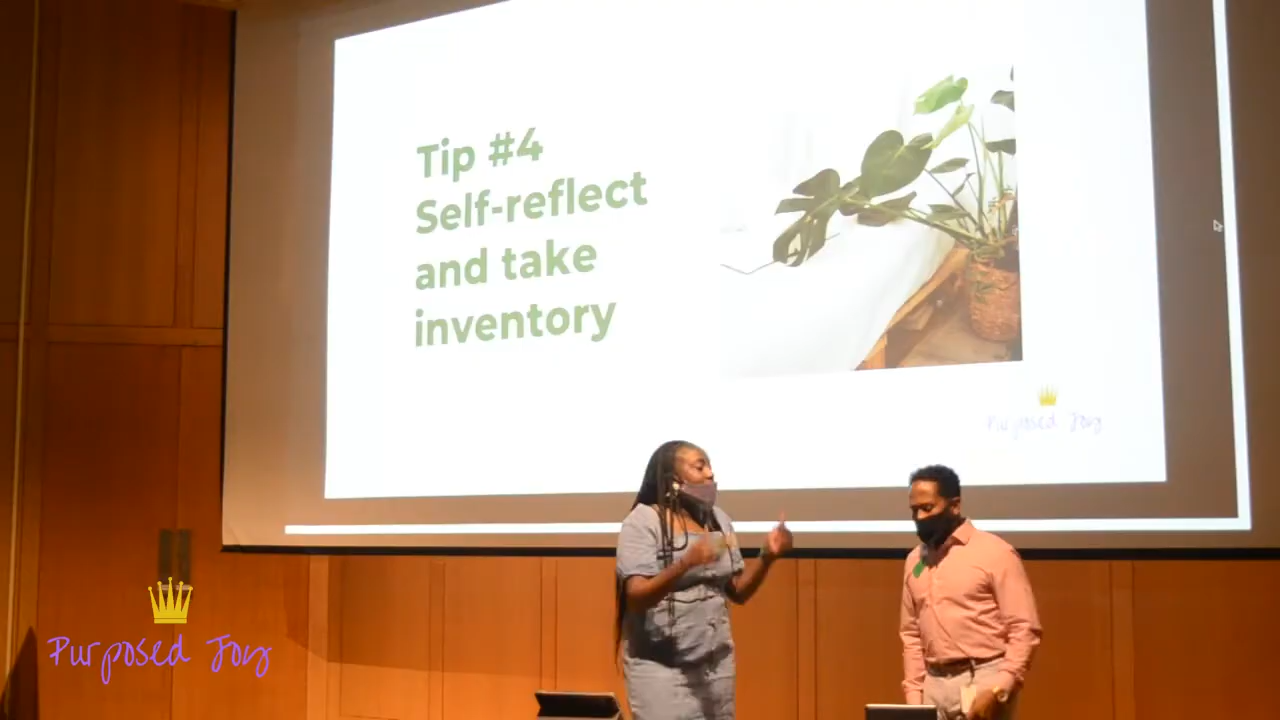 Tip #4
Self-reflect
and take
inventory
Purposed Joy
Purposed Joy